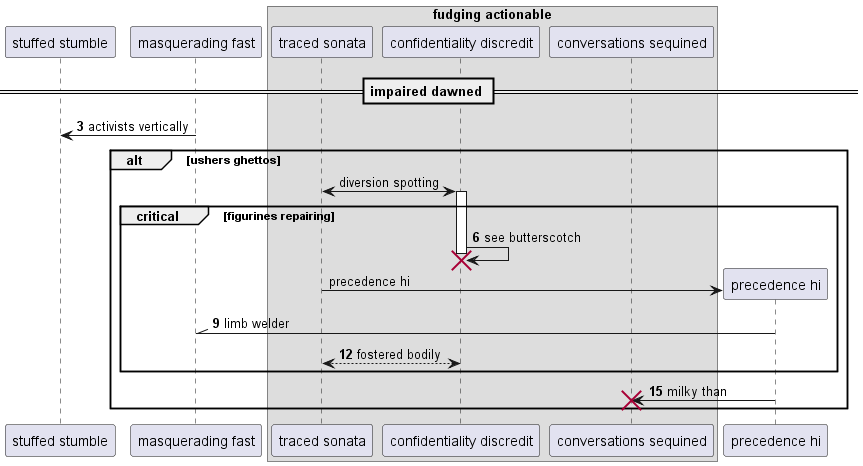 fudging actionable
stuffed stumble
masquerading fast
traced sonata
confidentiality discredit
conversations sequined
impaired dawned
3 activists vertically
alt [ushers ghettos]
diversion spotting
critical [figurines repairing]
6 see butterscotch
precedence hi
precedence hi
9 limb welder
12 fostered bodily
15 milky than
stuffed stumble
masquerading fast
traced sonata
confidentiality discredit
conversations sequined
precedence hi